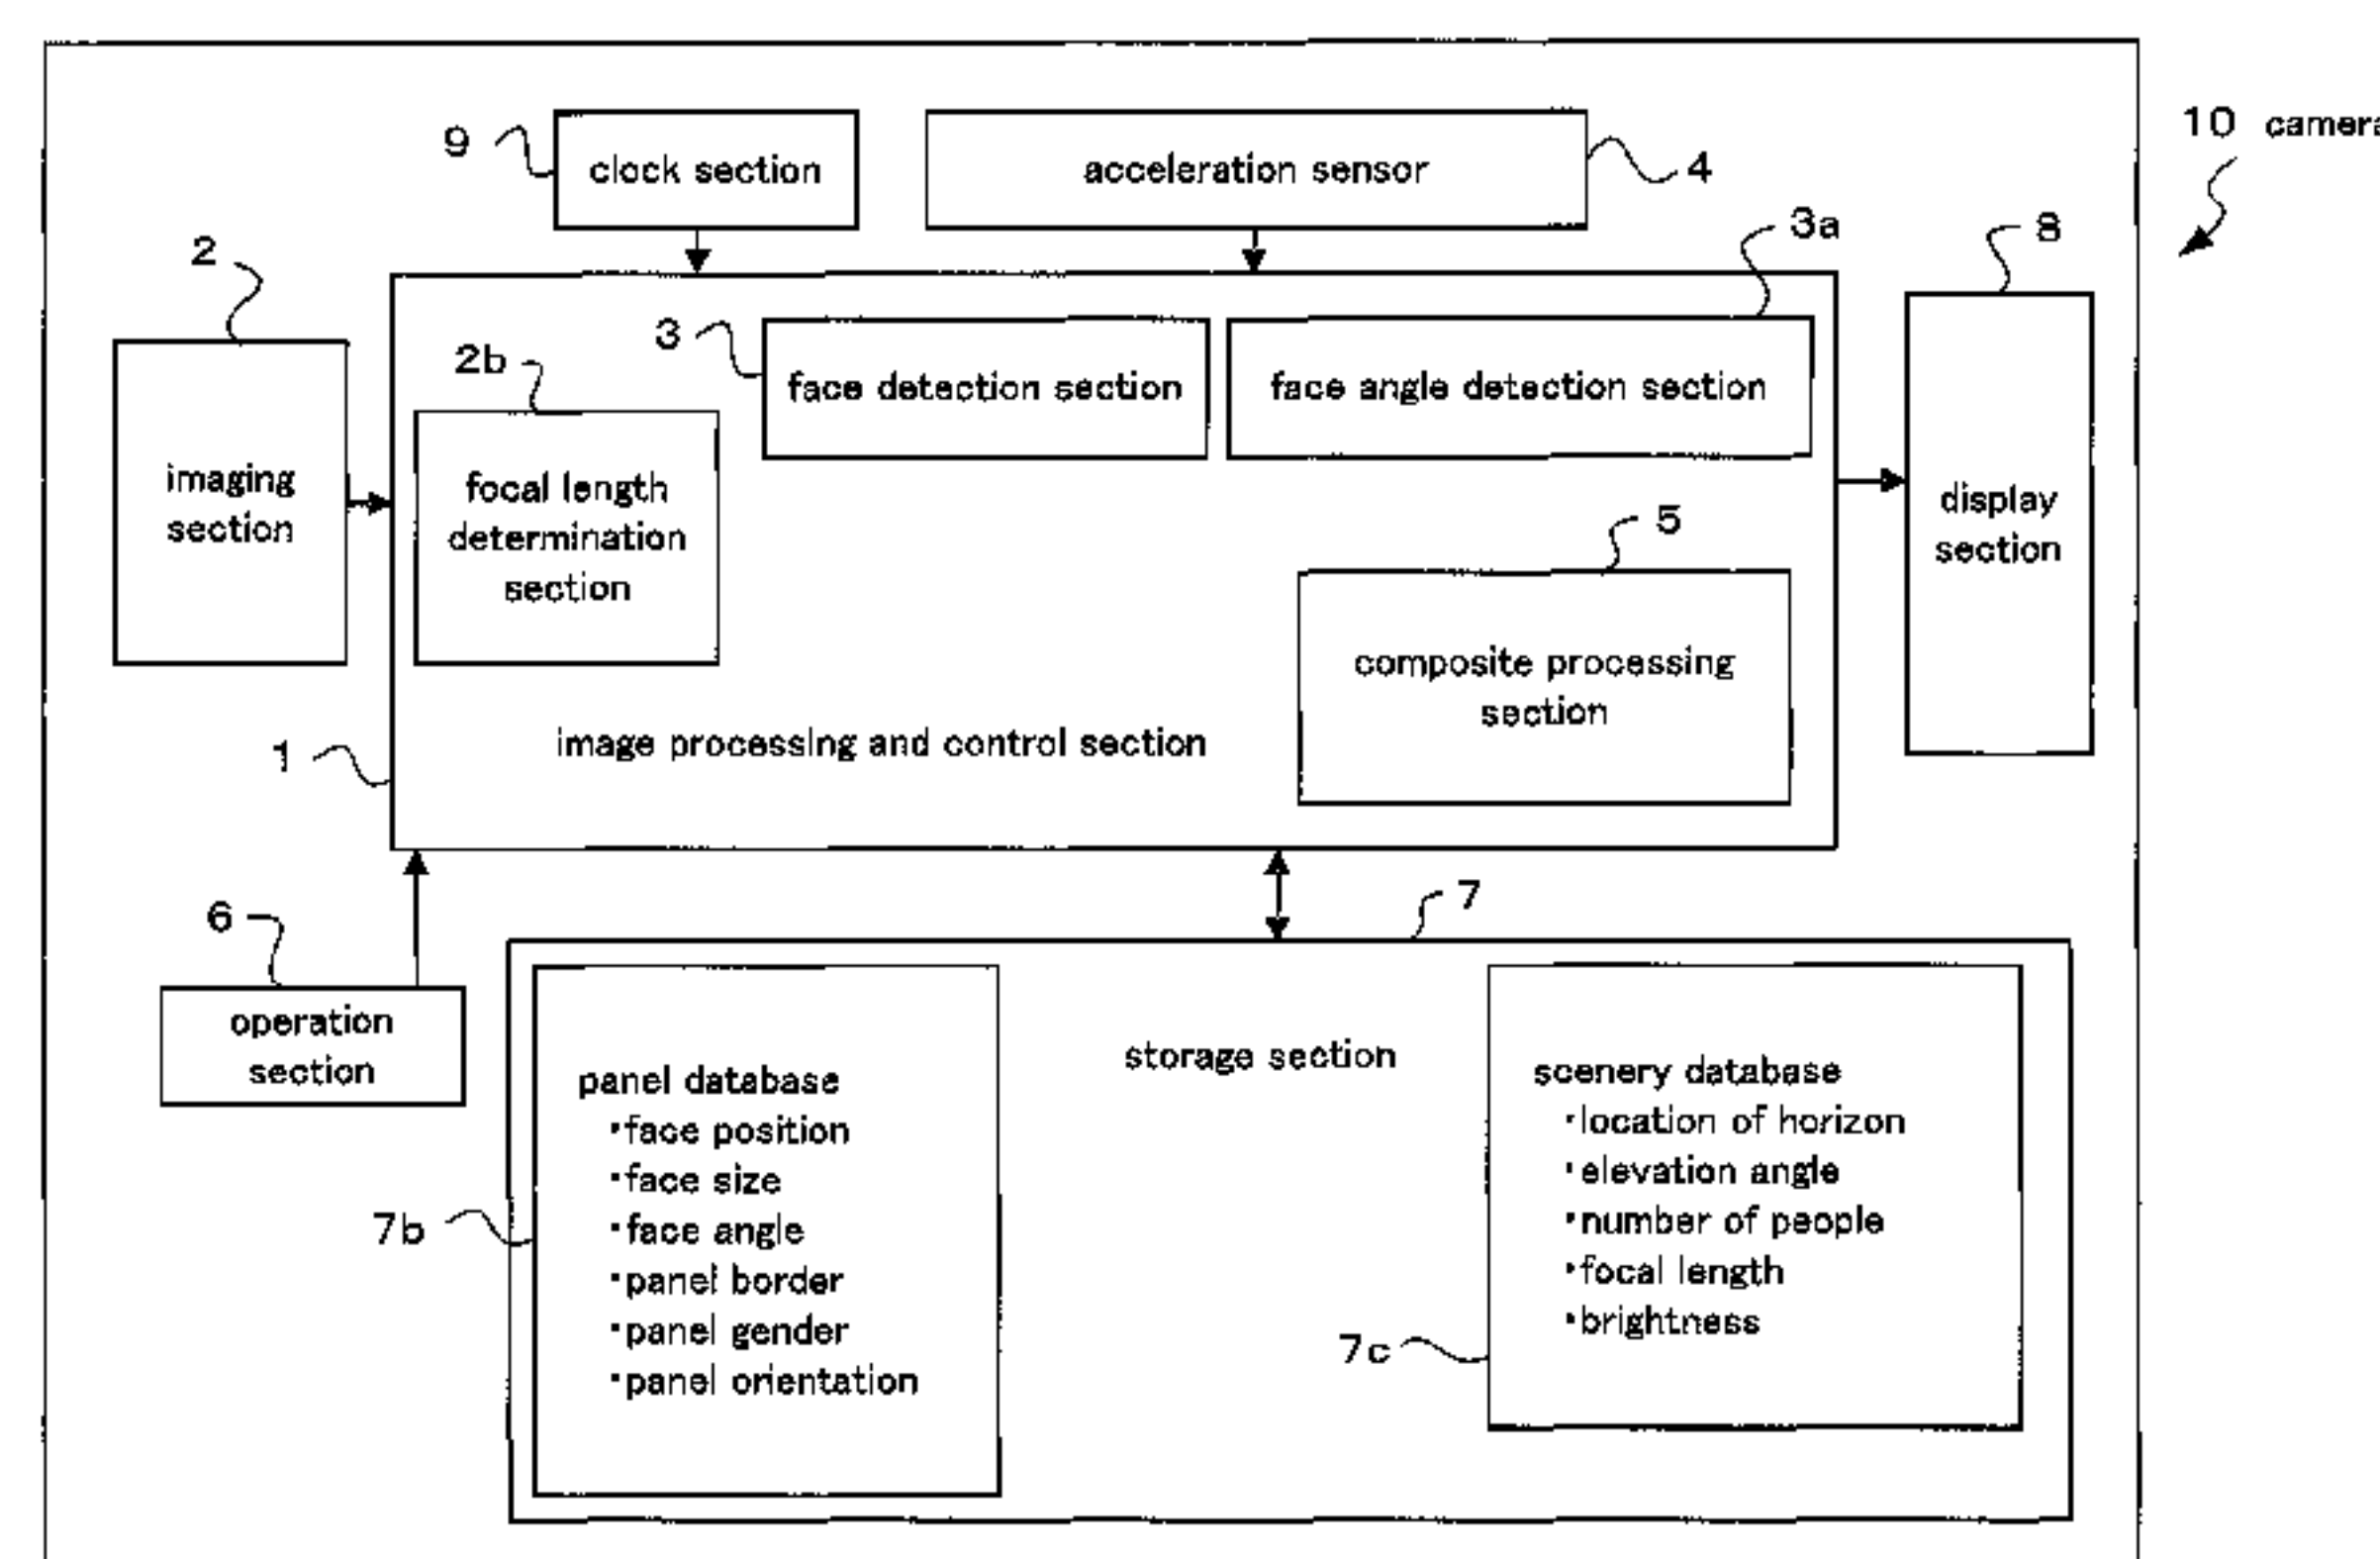 10 camera
9
clock section
acceleration sensor
4
3a
8
2
3
2b
face detection section
face angle detection section
imaging
section
focal length
determination
section
display
section
5
composite processing
section
image processing and control section
1
7
6
operation
section
storage section
panel database
・face position
・face size
・face angle
・panel border
・panel gender
・panel orientation
7b
scenery database
・location of horizon
・elevation angle
・number of people
・focal length
・brightness
7c